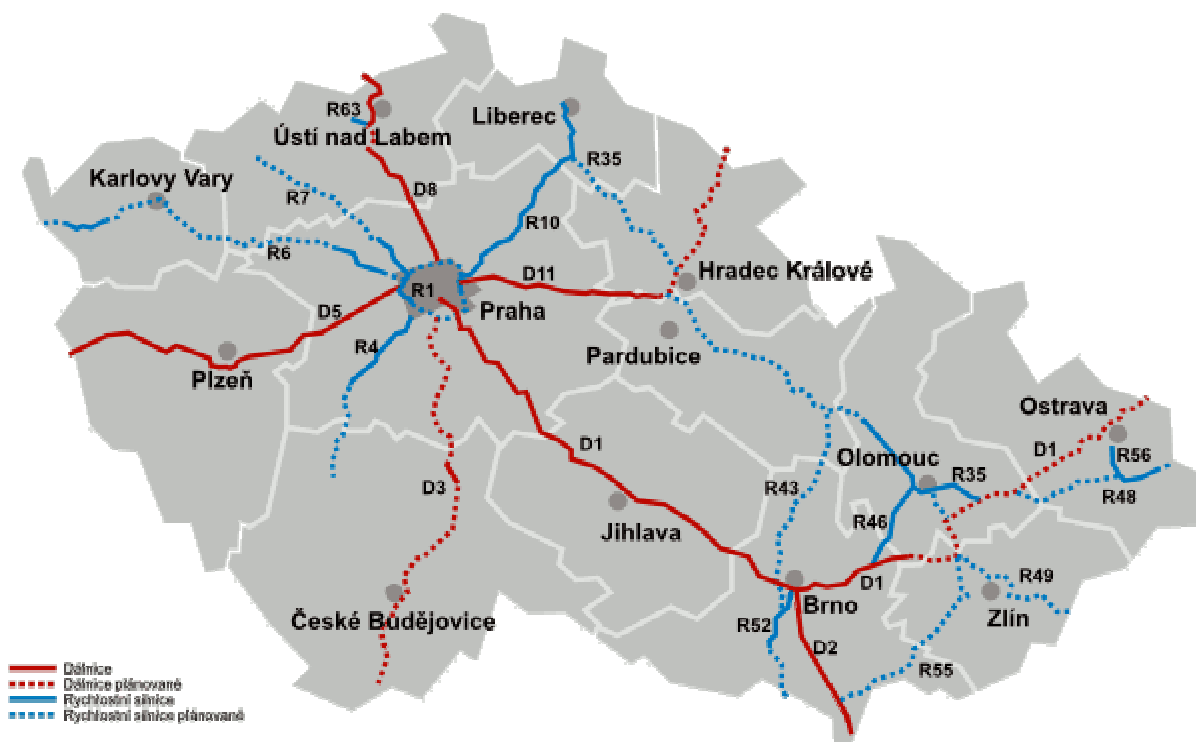 R63
Liberec
Ústí nad Labem
R35
Karlovy Vary
R7
D8
R10
R6
D11
Hradec Králové
R1
D5
Praha
R4
Pardubice
Plzeň
Ostrava
D1
D1
R56
Olomouc
R35
D3
R43
R48
R46
Jihlava
D1
R49
Brno
Zlín
České Budějovice
R52
D2
R55
Dálnice
Dálnice plánované
Rychlostní silnice
Rychlostní silnice plánované